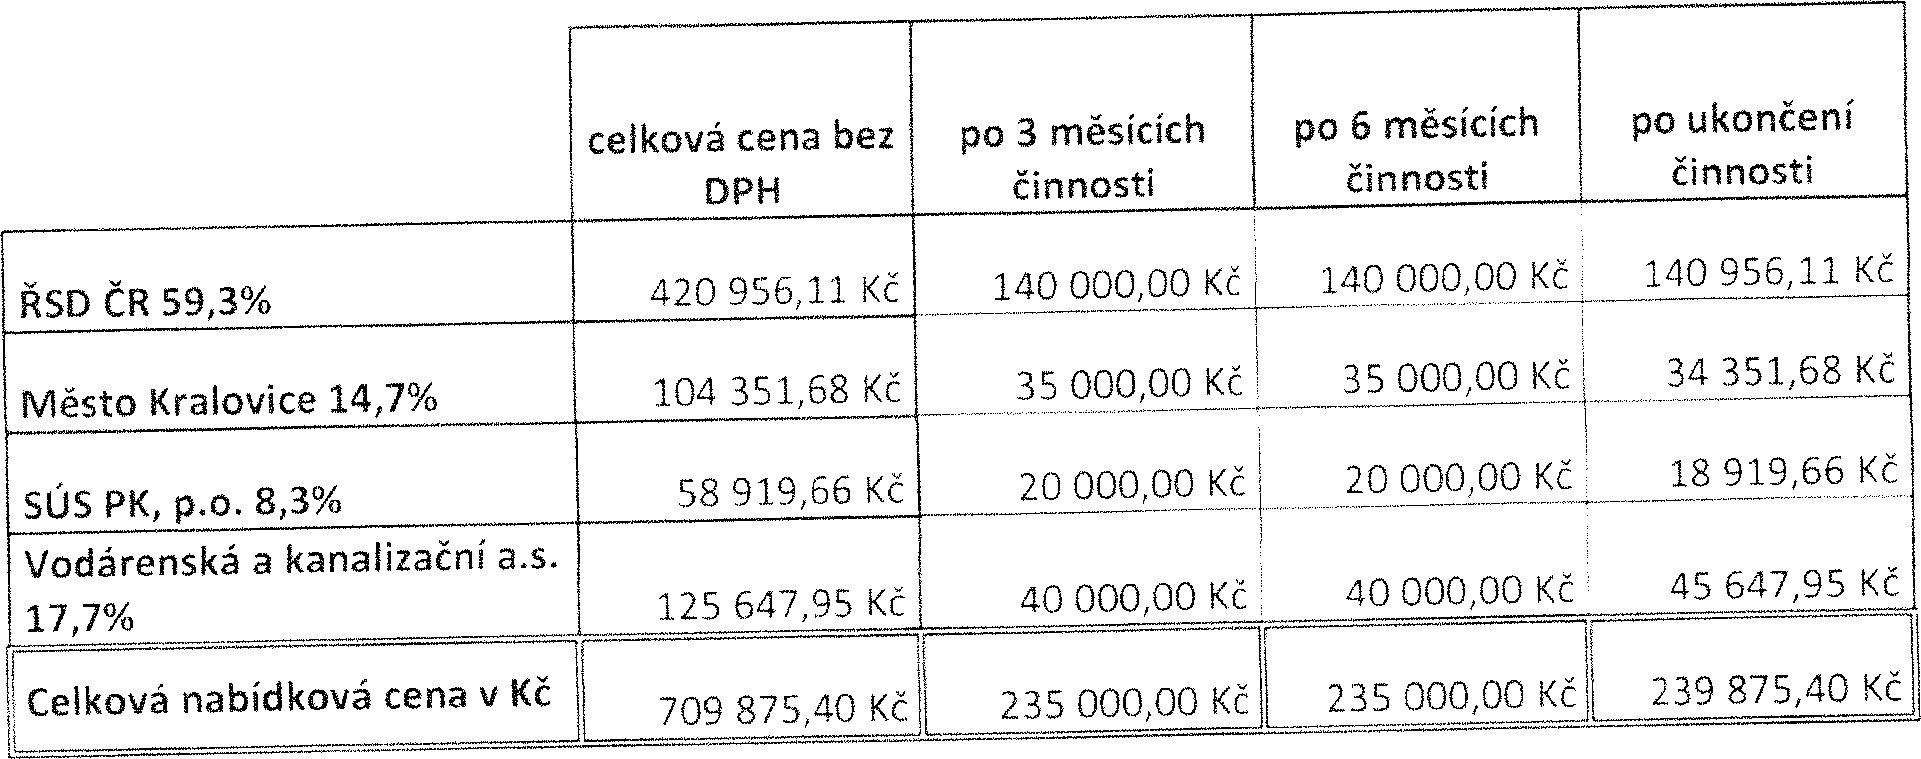 celková cena bez DPH po 3 měsících činnosti po 6 měsících činnosti po ukončení činnosti
ŘSD ČR 59,3% 420 956,11 Kč 140 000,00 Kč 140 000,00 Kč 140 956,11 Kč
Město Kralovice 14,7% 104 351,68 Kč 35 000,00 Kč 35 000,00 Kč 34 351,68 Kč
SÚS PK, p.o. 8,3% 58 919,66 Kč 20 000,00 Kč 20 000,00 Kč 18 919,66 Kč
Vodárenská a kanalizační a.s.
17,7% 125 647,95 Kč 40 000,00 Kč 40 000,00 Kč 45 647,95 Kč
Celková nabídková cena v Kč 709 875,40 Kč 235 000,00 Kč 235 000,00 Kč 239 875,40 Kč